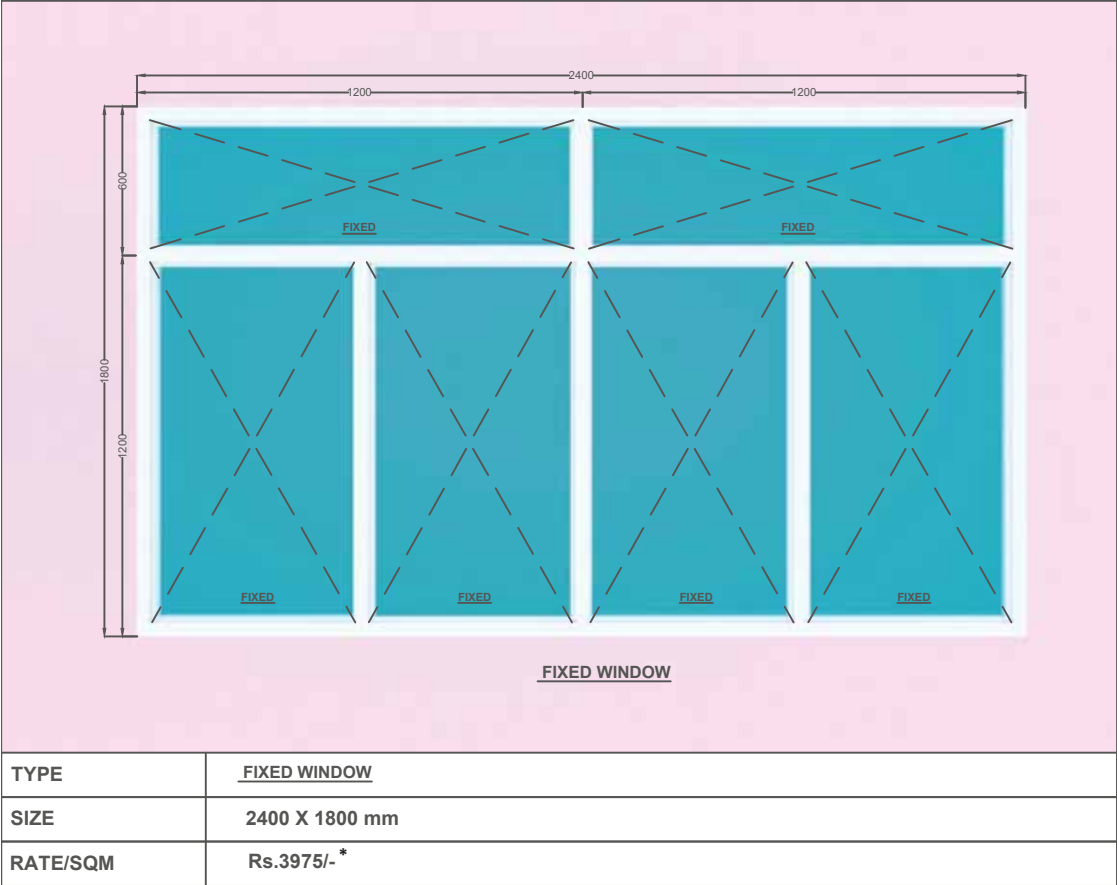 2400
1200 1200
600
FIXED FIXED
1800
1200
FIXED FIXED FIXED FIXED
FIXED WINDOW
TYPE FIXED WINDOW
SIZE 2400 X 1800 mm
RATE/SQM Rs.3975/- *